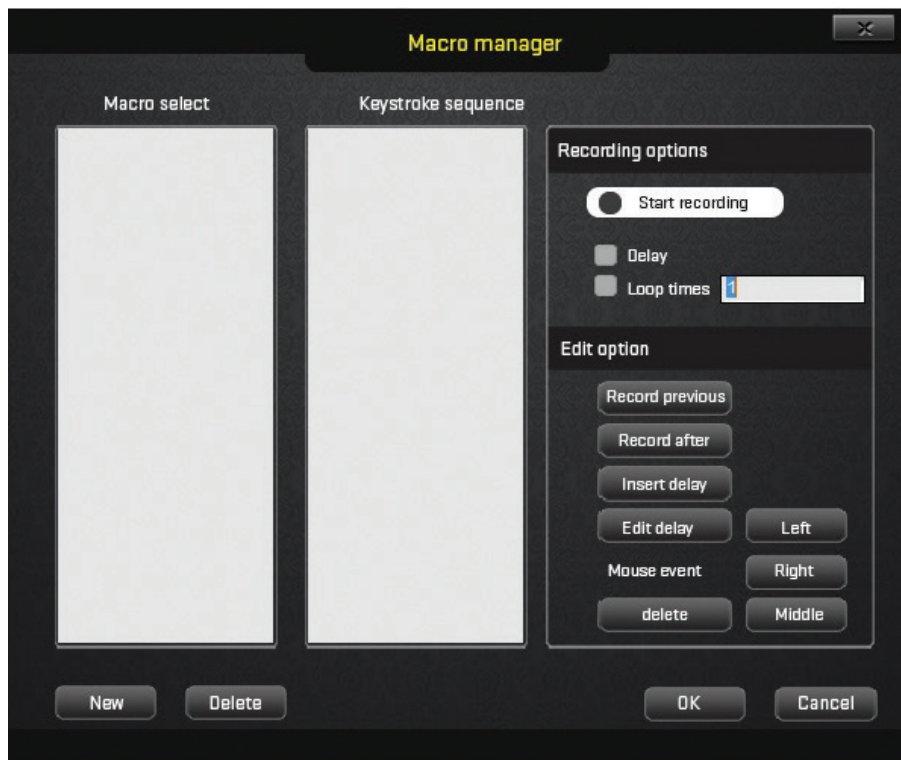 Macro manager
Macro select
Keystroke sequence
Recording options
Start recording
Delay
Loop times 1
Edit option
Record previous
Record after
Insert delay
Edit delay Left
Mouse event Right
delete Middle
New Delete OK Cancel